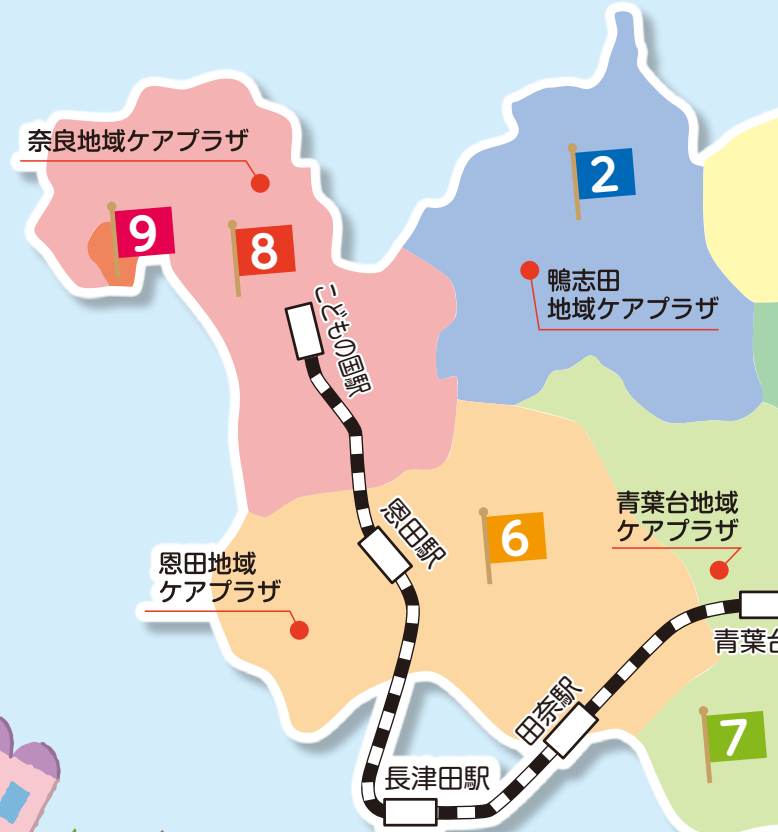 奈良地域ケアプラザ
2
9
8
鴨志田
地域ケアプラザ
こどもの国駅
青葉台地域
ケアプラザ
恩田駅
6
恩田地域
ケアプラザ
青葉台
田奈駅
7
長津田駅